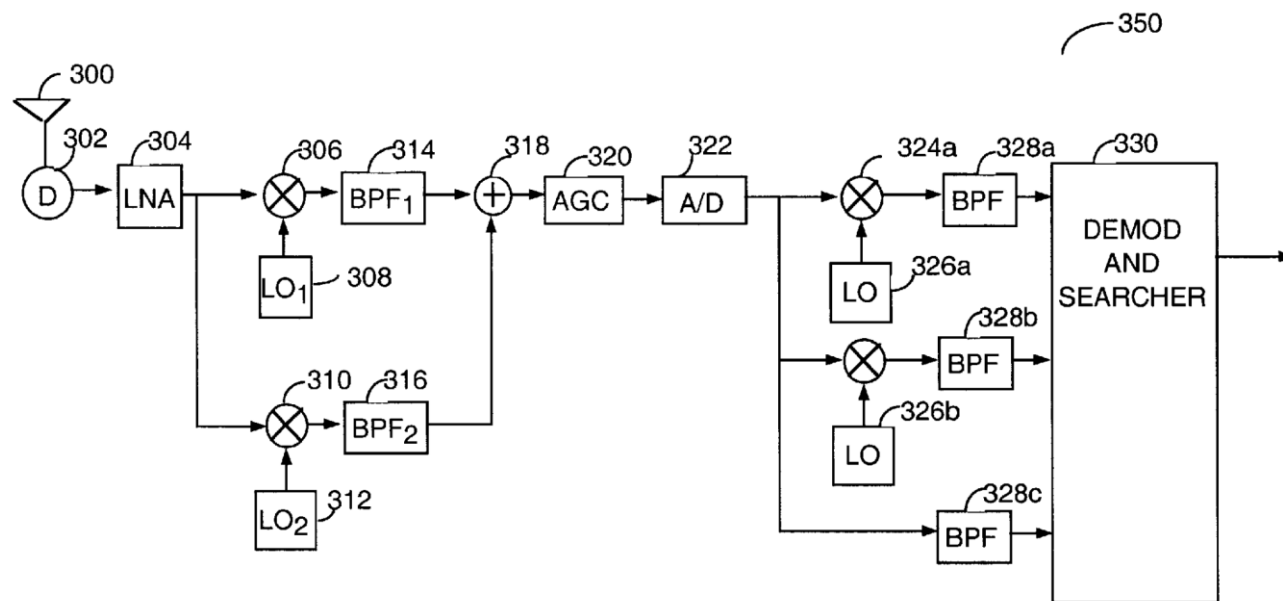 350
300
302
304
306
314
318
320
322
324a
328a
330
D
LNA
BPF1
AGC
A/D
BPF
DEMOD
AND
SEARCHER
LO1
308
LO
326a
328b
BPF
310
316
BPF2
326b
LO
LO2
312
328c
BPF